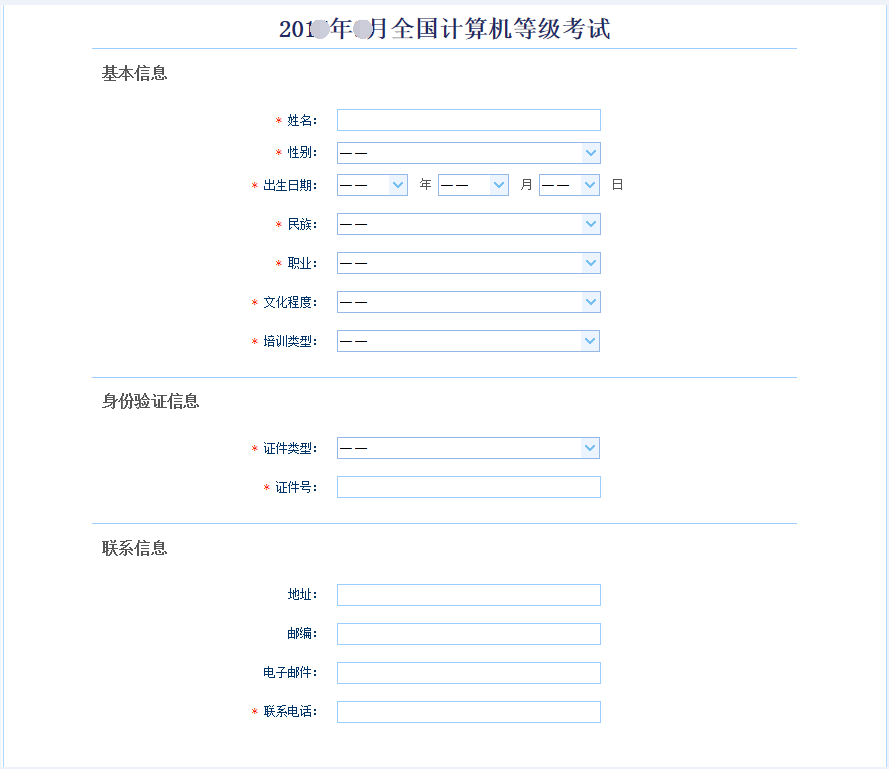 201年月全国计算机等级考试
基本信息
* 姓名：
* 性别： ——
* 出生日期： —— 年 —— 月 —— 日
* 民族： ——
* 职业： ——
* 文化程度： ——
* 培训类型： ——
身份验证信息
* 证件类型： ——
* 证件号：
联系信息
地址：
邮编：
电子邮件：
* 联系电话：